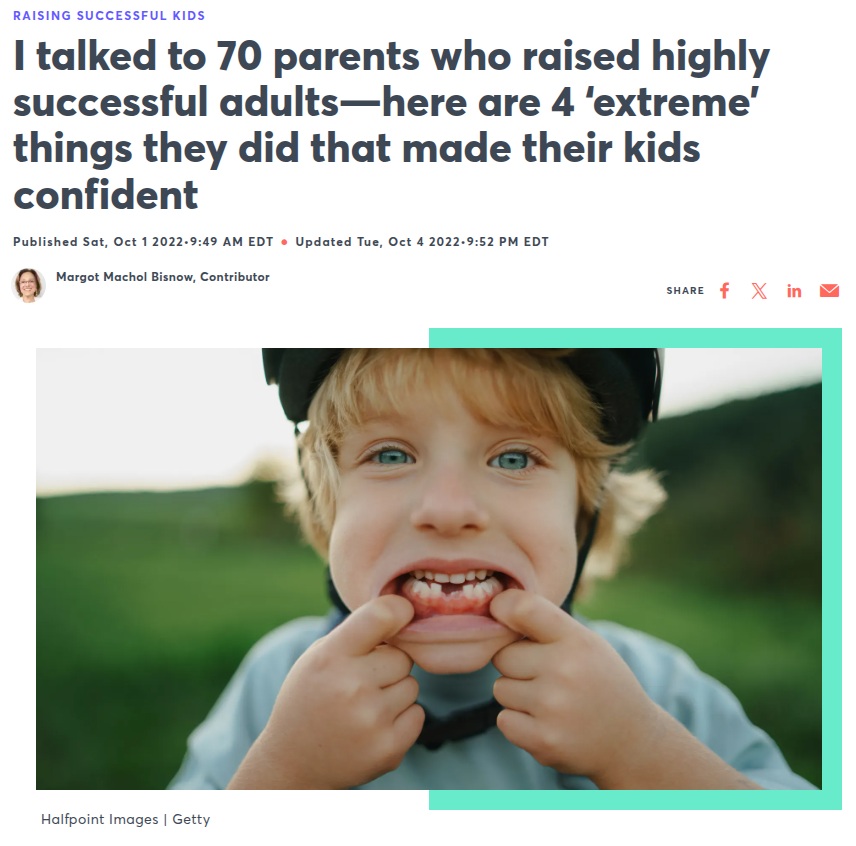 RAISING SUCCESSFUL KIDS
I talked to 70 parents who raised highly
successful adults—here are 4 ‘extreme’
things they did that made their kids
confident
Published Sat, Oct 1 2022•9:49 AM EDT • Updated Tue, Oct 4 2022•9:52 PM EDT
Margot Machol Bisnow, Contributor
SHARE
Halfpoint Images | Getty